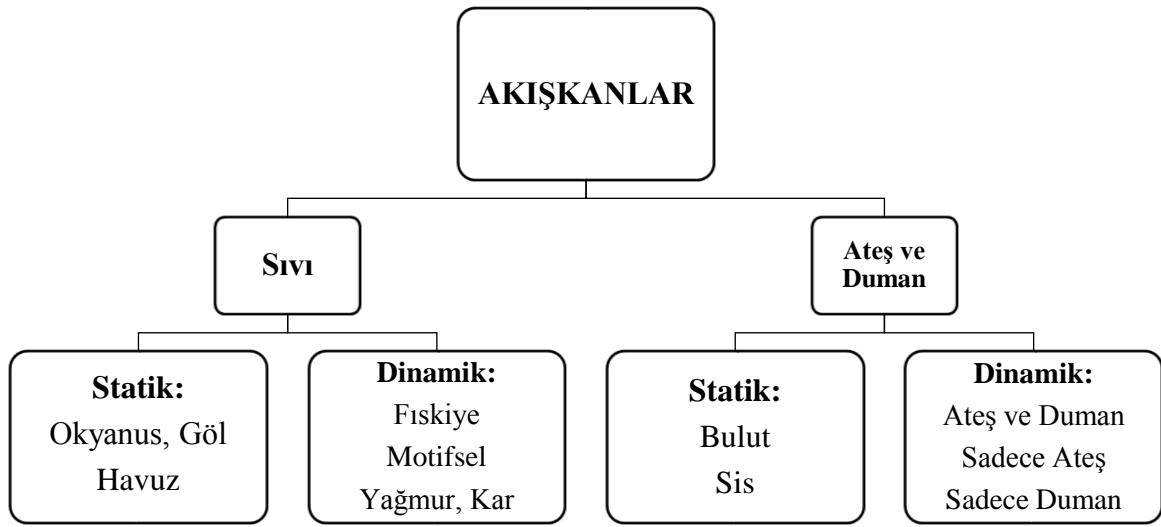 AKIŞKANLAR
Sıvı
Ateş ve
Duman
Statik:
Okyanus, Göl
Havuz
Dinamik:
Fıskiye
Motifsel
Yağmur, Kar
Statik:
Bulut
Sis
Dinamik:
Ateş ve Duman
Sadece Ateş
Sadece Duman